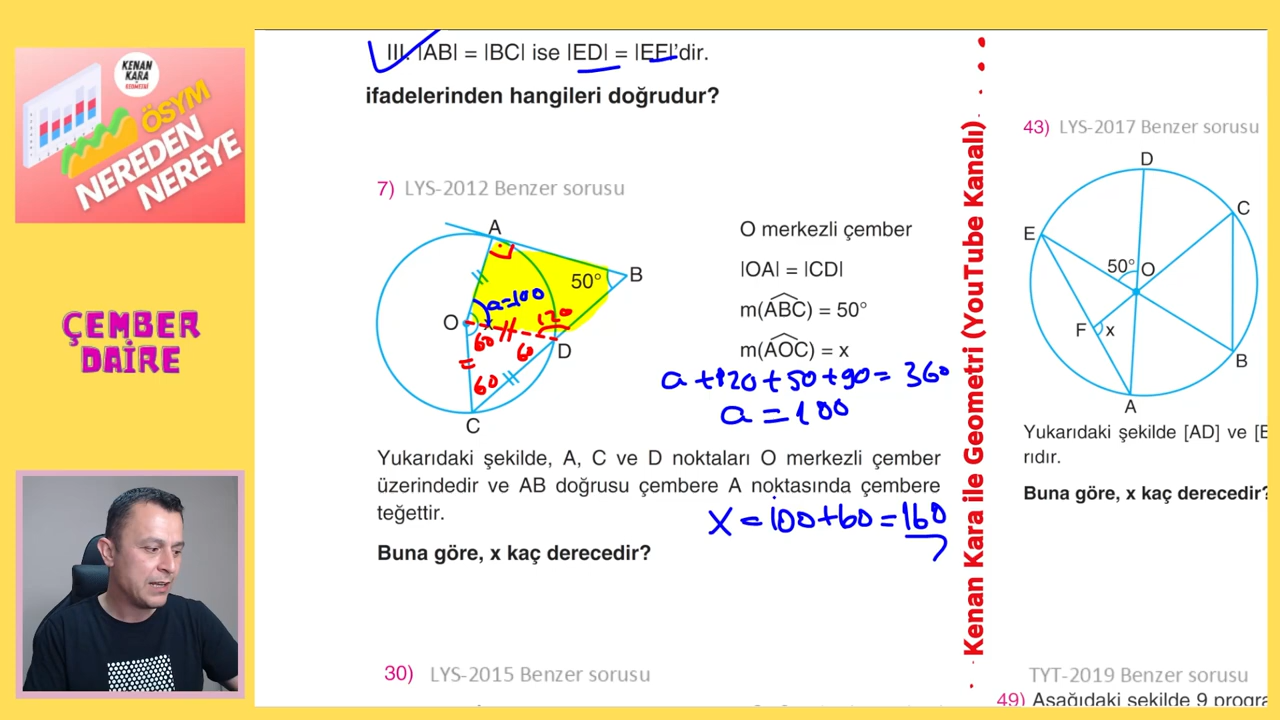 KENAN
KARA
GEOMETRİ
ÖSYM
NEREDEN
NEREYE
ÇEMBER
DAİRE
III. |AB| = |BC| ise |ED| = |EF|'dir.
ifadelerinden hangileri doğrudur?
7) LYS-2012 Benzer sorusu
A
B
50°
a=100
O
x
120
60
60
D
60
C
O merkezli çember
|OA| = |CD|
m(ABC) = 50°
m(AOC) = x
a+120+50+90=360
a=100
Yukarıdaki şekilde, A, C ve D noktaları O merkezli çember
üzerindedir ve AB doğrusu çembere A noktasında çembere
teğettir.
x=100+60=160
Buna göre, x kaç derecedir?
30) LYS-2015 Benzer sorusu
Kenan Kara ile Geometri (YouTube Kanalı)
43) LYS-2017 Benzer sorusu
D
C
E
50°
O
F
x
B
A
Yukarıdaki şekilde [AD] ve [E
rıdır.
Buna göre, x kaç derecedir?
TYT-2019 Benzer sorusu
49) Aşağıdaki şekilde 9 progra